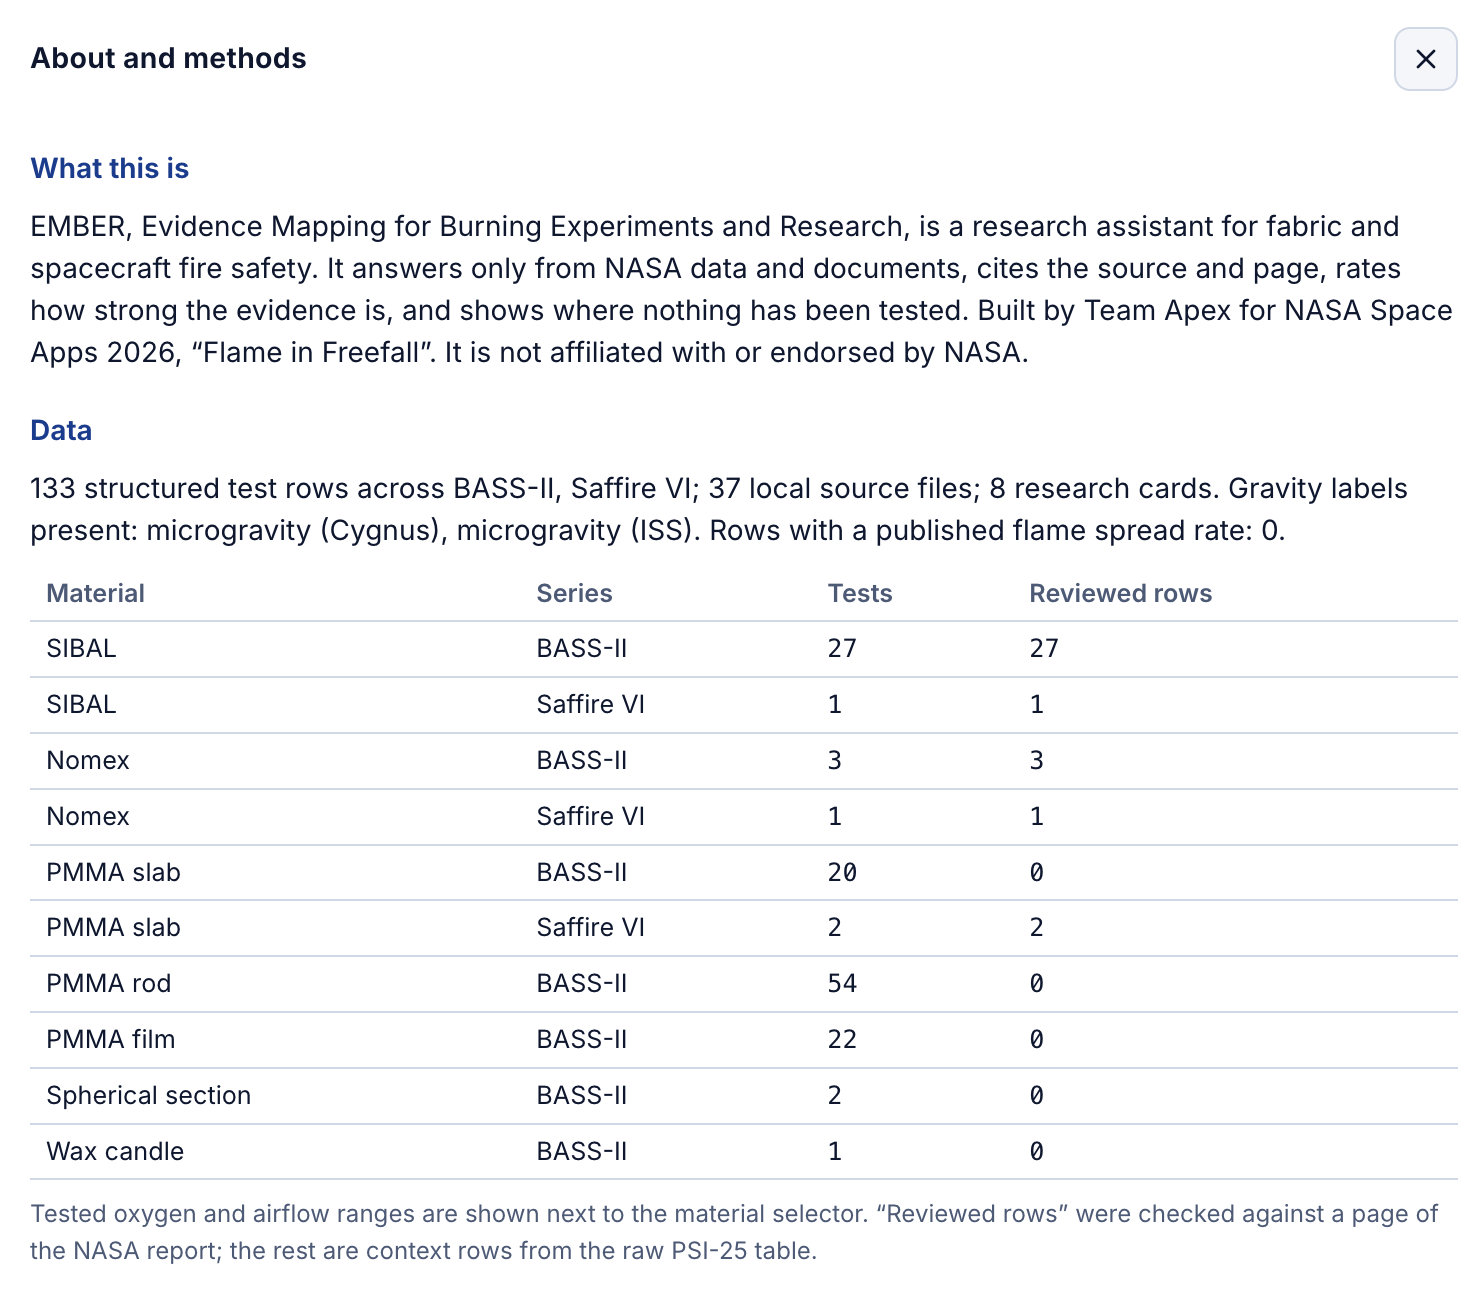 About and methods
What this is
EMBER, Evidence Mapping for Burning Experiments and Research, is a research assistant for fabric and
spacecraft fire safety. It answers only from NASA data and documents, cites the source and page, rates
how strong the evidence is, and shows where nothing has been tested. Built by Team Apex for NASA Space
Apps 2026, “Flame in Freefall”. It is not affiliated with or endorsed by NASA.
Data
133 structured test rows across BASS-II, Saffire VI; 37 local source files; 8 research cards. Gravity labels
present: microgravity (Cygnus), microgravity (ISS). Rows with a published flame spread rate: 0.
Material Series Tests Reviewed rows
SIBAL BASS-II 27 27
SIBAL Saffire VI 1 1
Nomex BASS-II 3 3
Nomex Saffire VI 1 1
PMMA slab BASS-II 20 0
PMMA slab Saffire VI 2 2
PMMA rod BASS-II 54 0
PMMA film BASS-II 22 0
Spherical section BASS-II 2 0
Wax candle BASS-II 1 0
Tested oxygen and airflow ranges are shown next to the material selector. “Reviewed rows” were checked against a page of
the NASA report; the rest are context rows from the raw PSI-25 table.